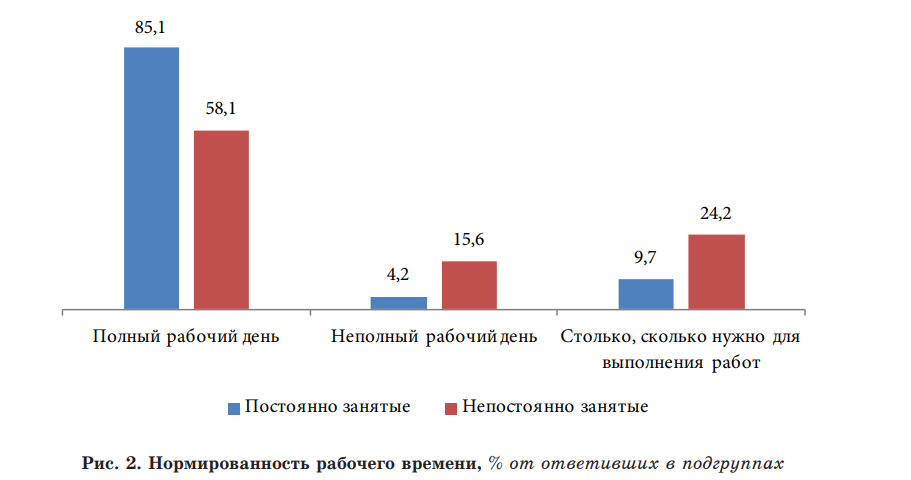 85,1
58,1
4,2
15,6
9,7
24,2
Полный рабочий день
Неполный рабочий день
Столько, сколько нужно для
выполнения работ
Постоянно занятые
Непостоянно занятые
Рис. 2. Нормированность рабочего времени, % от ответивших в подгруппах